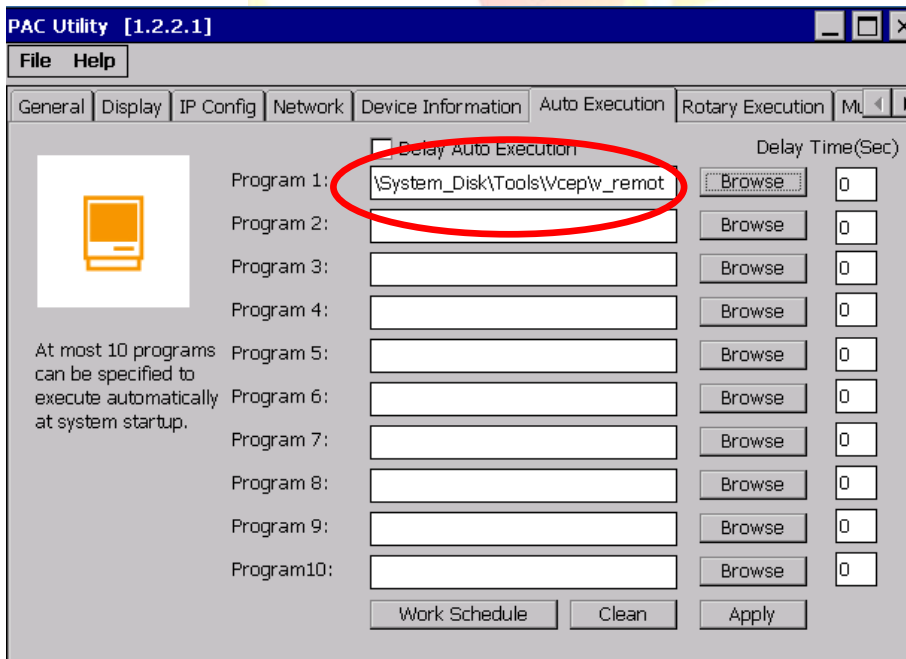 PAC Utility [1.2.2.1]
File Help
General Display IP Config Network Device Information Auto Execution Rotary Execution Mu
Delay Auto Execution Delay Time(Sec)
Program 1: \System_Disk\Tools\Vcep\v_remot Browse 0
Program 2: Browse 0
Program 3: Browse 0
Program 4: Browse 0
Program 5: Browse 0
Program 6: Browse 0
Program 7: Browse 0
Program 8: Browse 0
Program 9: Browse 0
Program10: Browse 0
At most 10 programs
can be specified to
execute automatically
at system startup.
Work Schedule Clean Apply